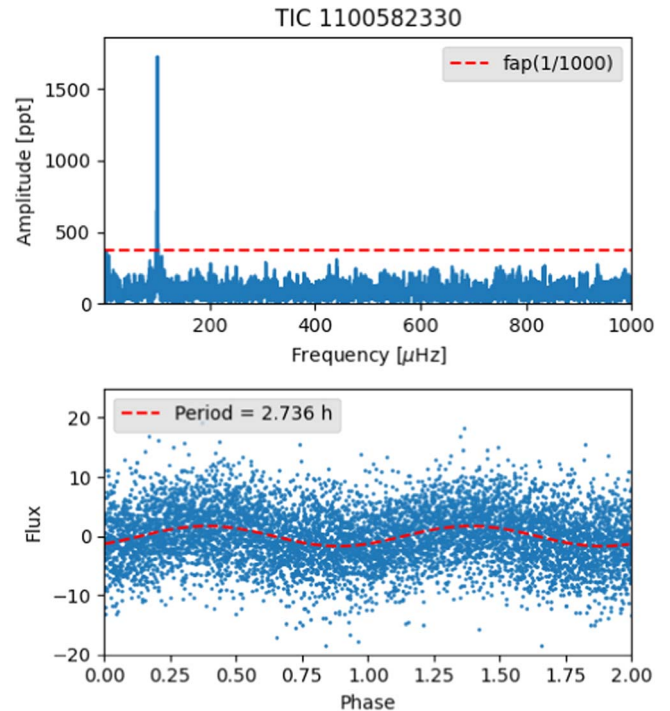 TIC 1100582330
Amplitude [ppt]
1500
1000
500
0
fap(1/1000)
200 400 600 800 1000
Frequency [μHz]
Flux
20
10
0
−10
−20
Period = 2.736 h
0.00 0.25 0.50 0.75 1.00 1.25 1.50 1.75 2.00
Phase